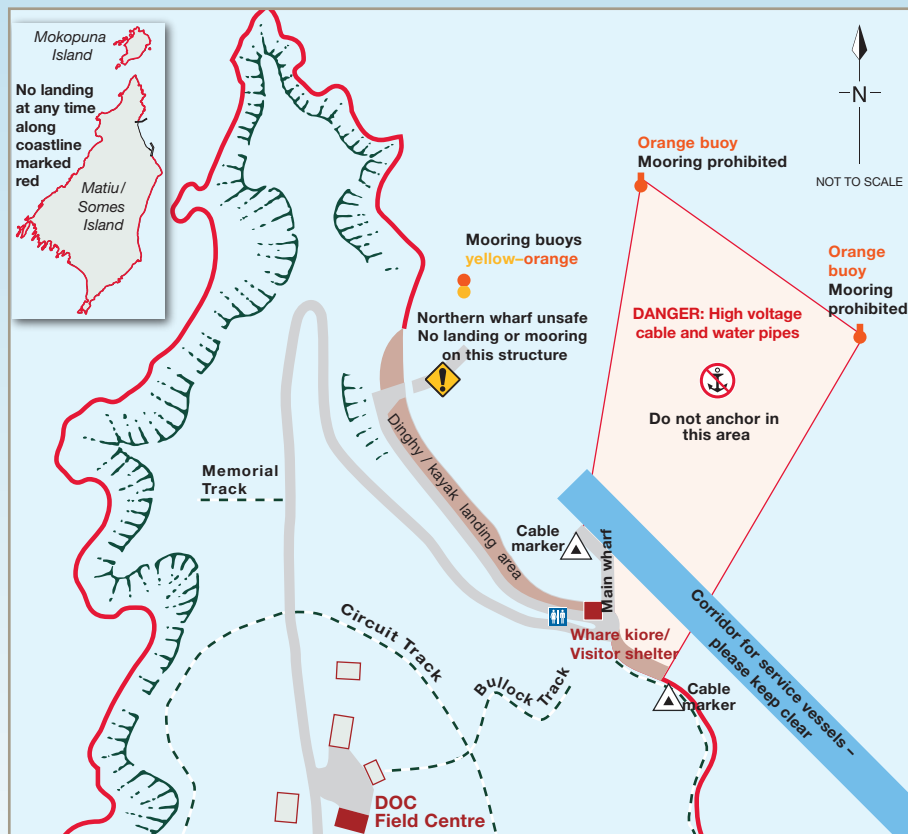 Mokopuna
Island
No landing
at any time
along
coastline
marked
red
Matiu/
Somes
Island
N
NOT TO SCALE
Orange buoy
Mooring prohibited
Orange
buoy
Mooring
prohibited
Mooring buoys
yellow–orange
Northern wharf unsafe
No landing or mooring
on this structure
DANGER: High voltage
cable and water pipes
Do not anchor in
this area
Memorial
Track
Dinghy / kayak landing area
Cable
marker
Main wharf
Whare kiore/
Visitor shelter
Corridor for service vessels –
please keep clear
Circuit Track
Bullock Track
Cable
marker
DOC
Field Centre